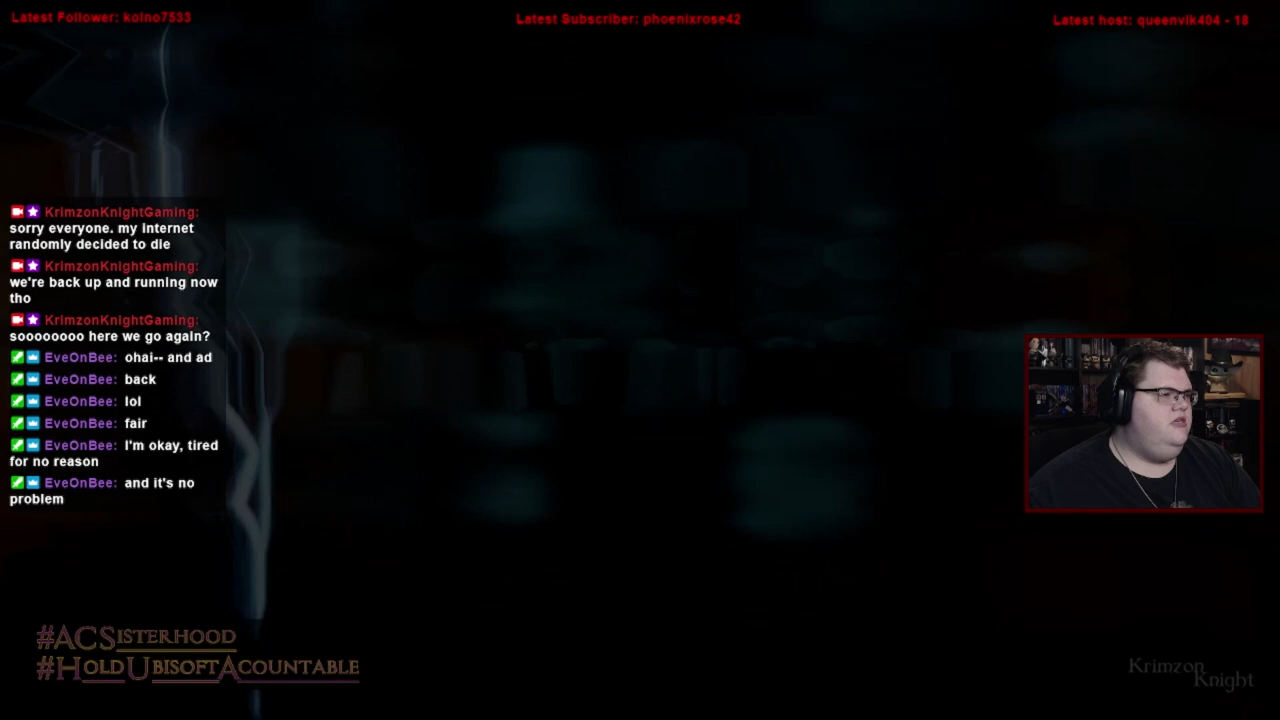 Latest Follower: kolno7533
Latest Subscriber: phoenixrose42
Latest host: queenvik404 - 18
KrimzonKnightGaming:
sorry everyone. my internet
randomly decided to die
KrimzonKnightGaming:
we're back up and running now
tho
KrimzonKnightGaming:
soooooooo here we go again?
EveOnBee: ohai-- and ad
EveOnBee: back
EveOnBee: lol
EveOnBee: fair
EveOnBee: I'm okay, tired
for no reason
EveOnBee: and it's no
problem
#ACSisterhood
#HoldUbisoftAcountable
Krimzon
Knight